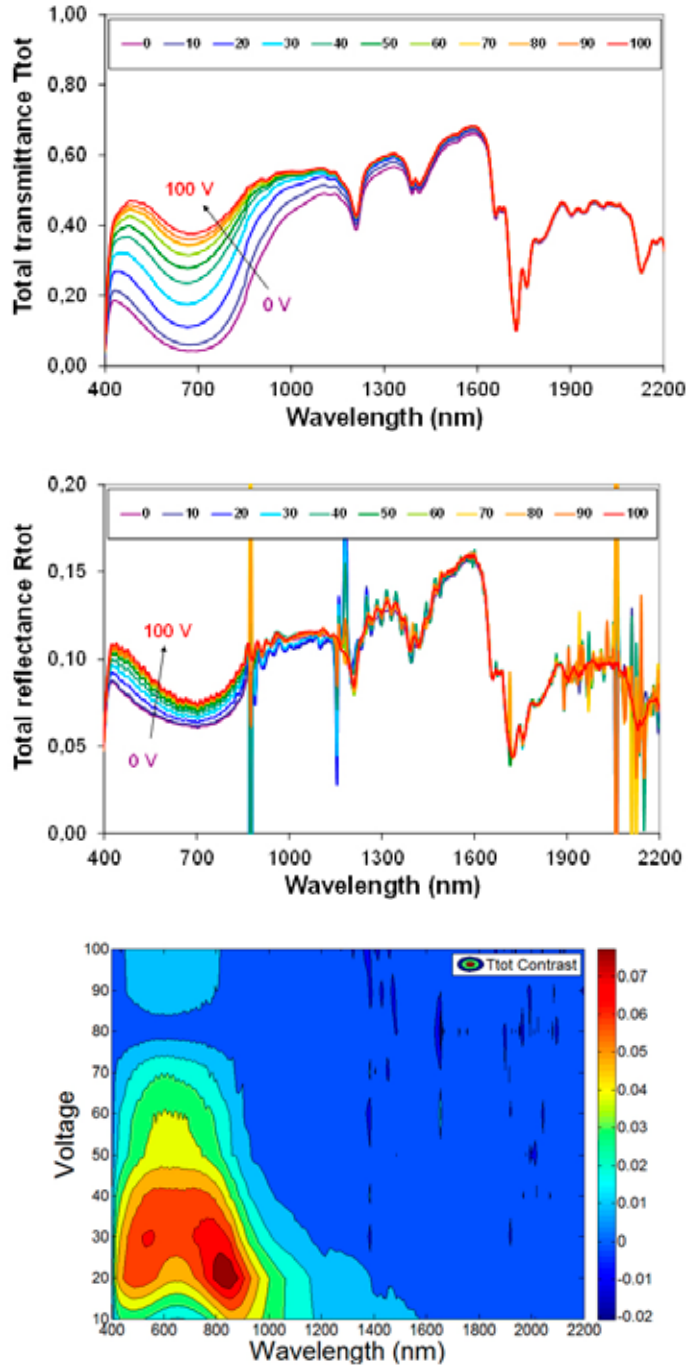 Total transmittance Ttot
1,00
0,80
0,60
0,40
0,20
0,00
0 10 20 30 40 50 60 70 80 90 100
100 V
0 V
400 700 1000 1300 1600 1900 2200
Wavelength (nm)
Total reflectance Rtot
0,20
0,15
0,10
0,05
0,00
0 10 20 30 40 50 60 70 80 90 100
100 V
0 V
400 700 1000 1300 1600 1900 2200
Wavelength (nm)
Voltage
100
90
80
70
60
50
40
30
20
10
Ttot Contrast
400 600 800 1000 1200 1400 1600 1800 2000 2200
Wavelength (nm)
0.07
0.06
0.05
0.04
0.03
0.02
0.01
0
-0.01
-0.02